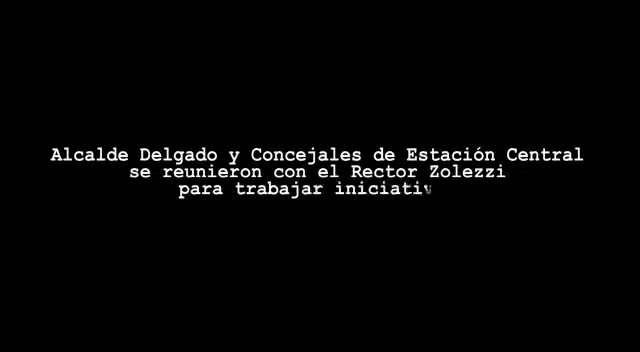 Alcalde Delgado y Concejales de Estación Central
se reunieron con el Rector Zolezzi
para trabajar iniciativ